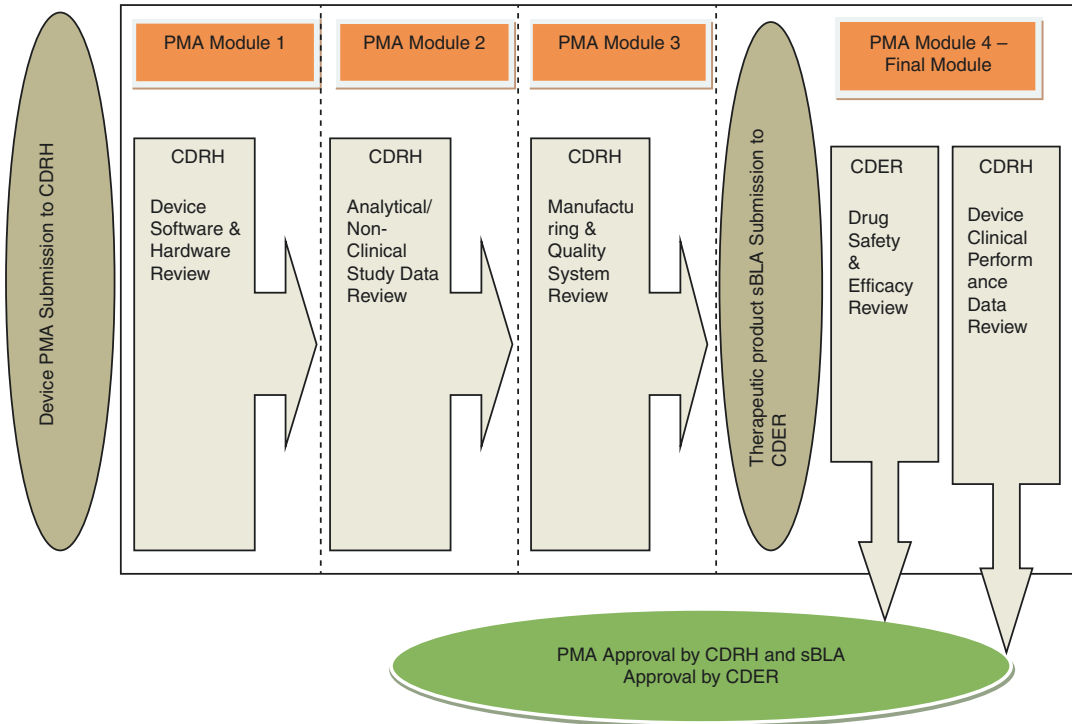 Device PMA Submission to CDRH
PMA Module 1
CDRH
Device
Software &
Hardware
Review
PMA Module 2
CDRH
Analytical/
Non-
Clinical
Study Data
Review
PMA Module 3
CDRH
Manufactu
ring &
Quality
System
Review
Therapeutic product sBLA Submission to
CDER
PMA Module 4 –
Final Module
CDER
Drug
Safety
&
Efficacy
Review
CDRH
Device
Clinical
Perform
ance
Data
Review
PMA Approval by CDRH and sBLA
Approval by CDER